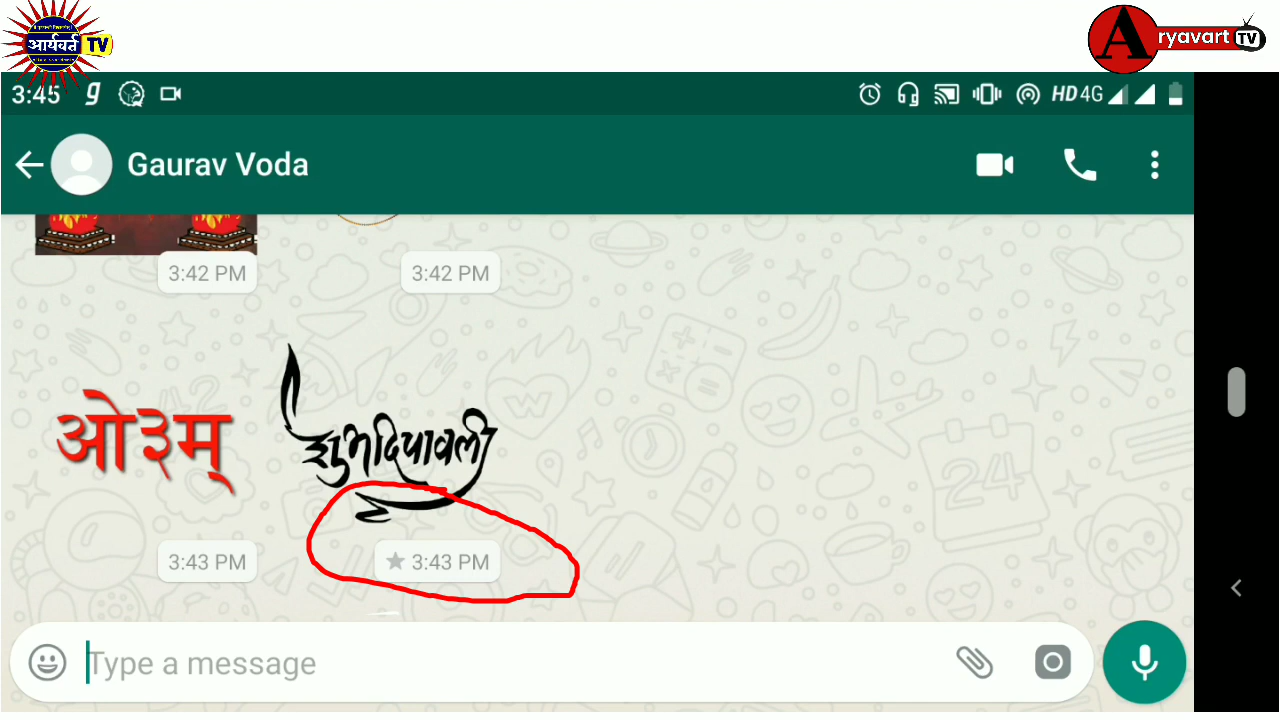 आर्यवर्त TV
Aryavart TV
3:45 g HD 4G
Gaurav Voda
3:42 PM 3:42 PM
ओ३म् शुभदिपावली
3:43 PM ★ 3:43 PM
Type a message